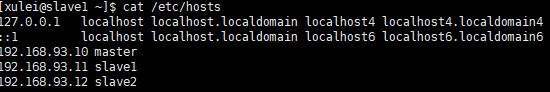 [xulei@slave1 ~]$ cat /etc/hosts
127.0.0.1   localhost localhost.localdomain localhost4 localhost4.localdomain4
::1         localhost localhost.localdomain localhost6 localhost6.localdomain6
192.168.93.10 master
192.168.93.11 slave1
192.168.93.12 slave2